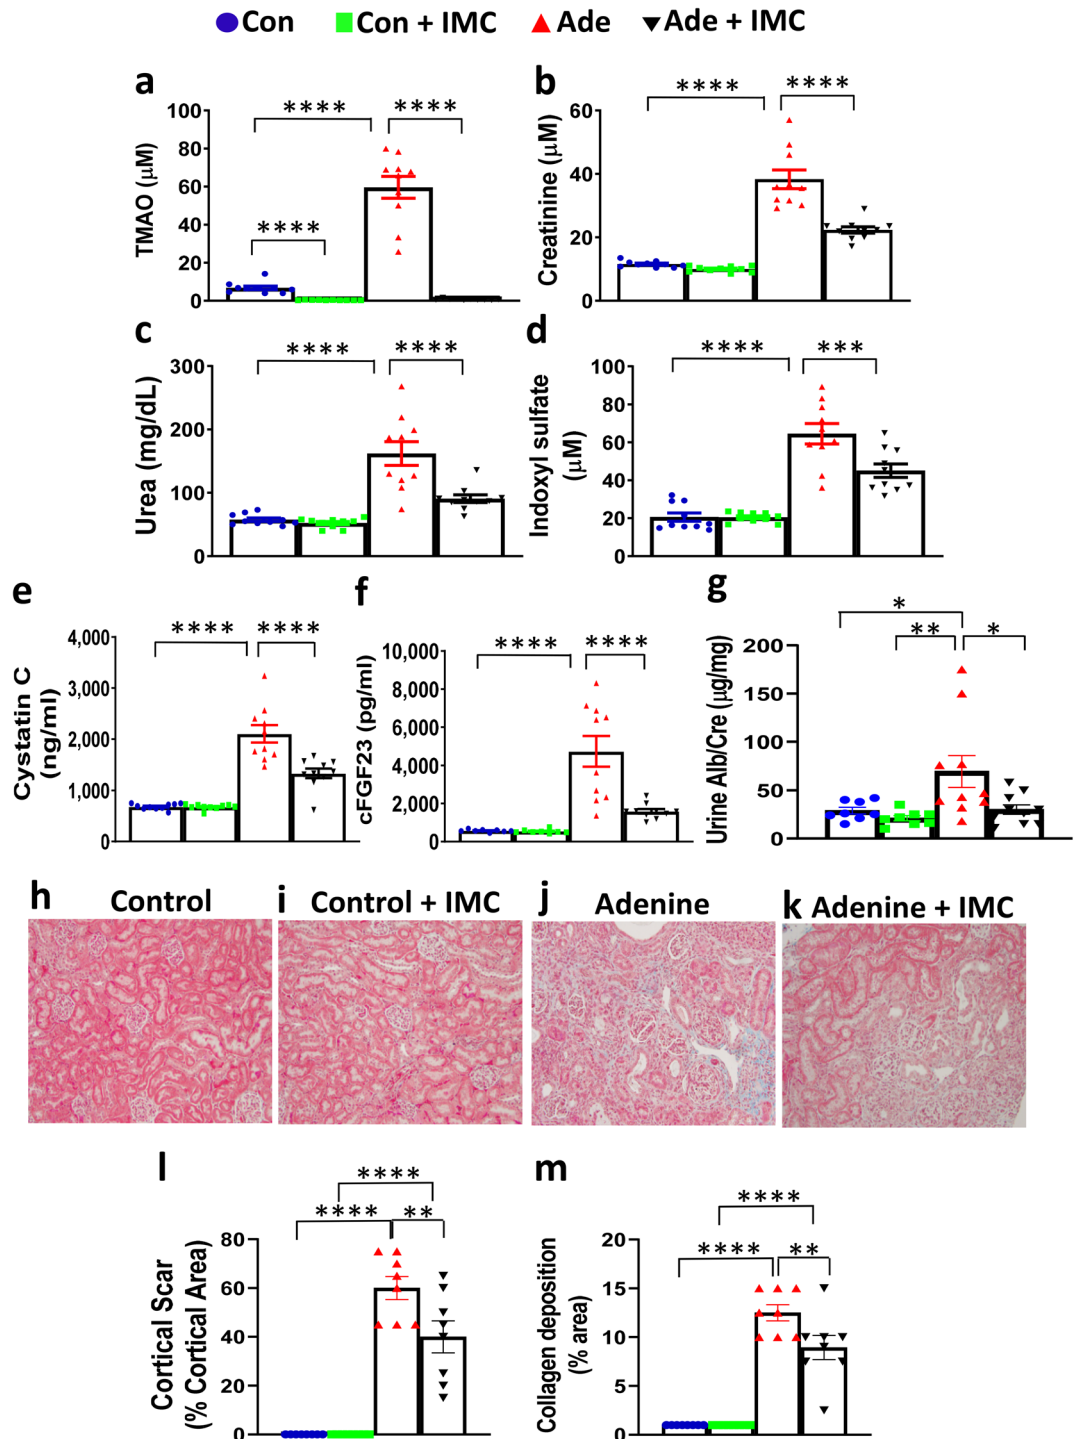 Con Con + IMC Ade Ade + IMC
a
TMAO (μM)
100
80
60
40
20
0
****
****
****
b
Creatinine (μM)
60
40
20
0
****
****
c
Urea (mg/dL)
300
200
100
0
****
****
d
Indoxyl sulfate
(μM)
100
80
60
40
20
0
****
***
e
Cystatin C
(ng/ml)
4,000
3,000
2,000
1,000
0
****
****
f
cFGF23 (pg/ml)
10,000
8,000
6,000
4,000
2,000
0
****
****
g
Urine Alb/Cre (μg/mg)
200
150
100
50
0
*
**
*
h Control
i Control + IMC
j Adenine
k Adenine + IMC
l
Cortical Scar
(% Cortical Area)
80
60
40
20
0
****
****
**
m
Collagen deposition
(% area)
20
15
10
5
0
****
****
**